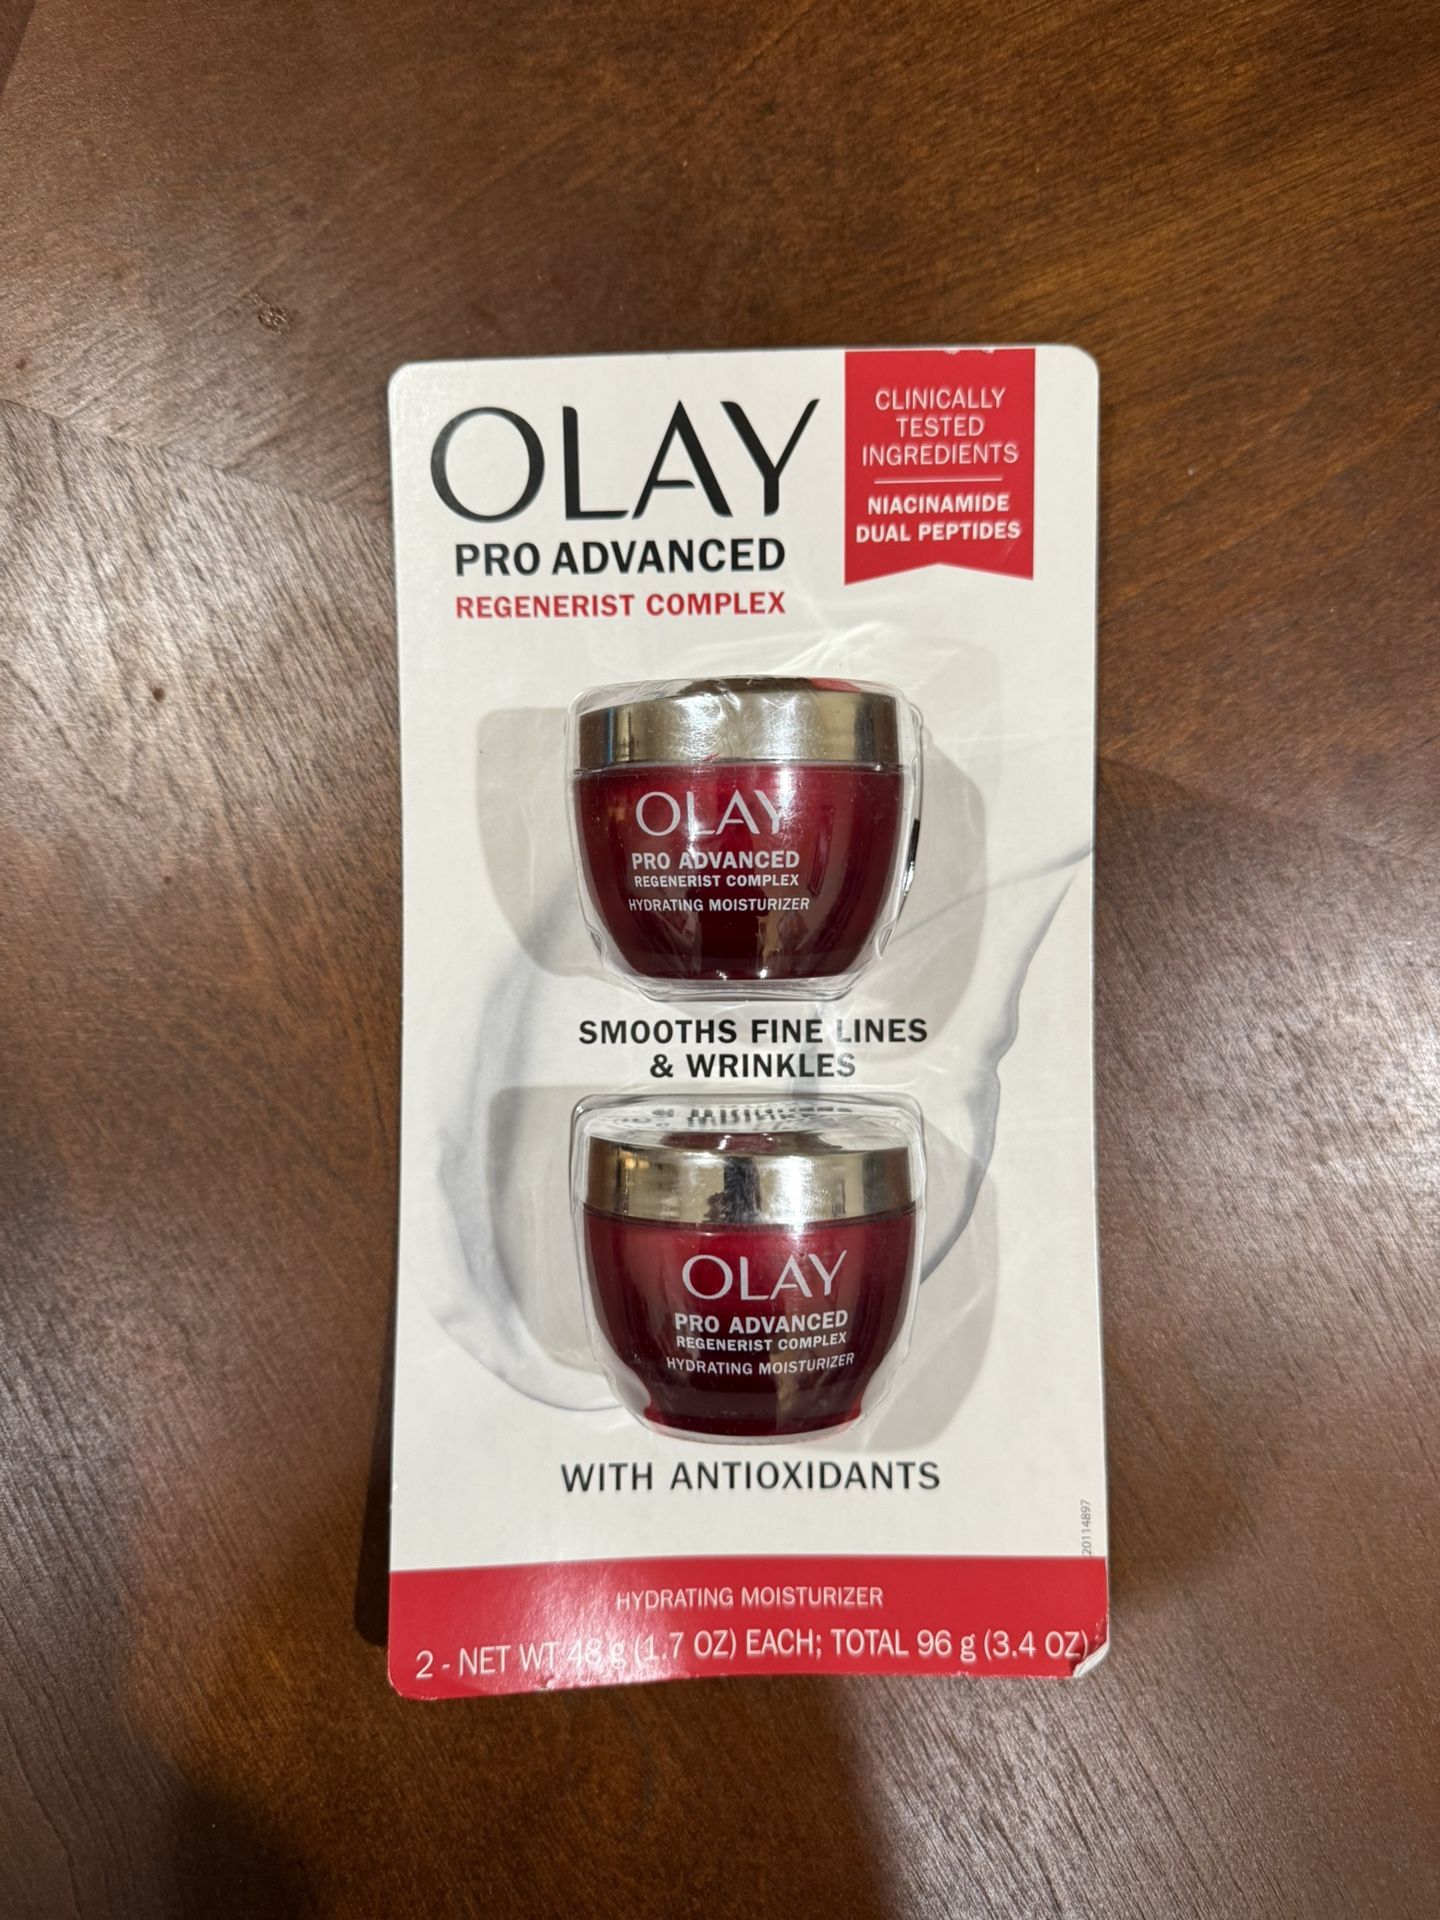 OLAY
PRO ADVANCED
REGENERIST COMPLEX
CLINICALLY
TESTED
INGREDIENTS
NIACINAMIDE
DUAL PEPTIDES
OLAY
PRO ADVANCED
REGENERIST COMPLEX
HYDRATING MOISTURIZER
SMOOTHS FINE LINES
& WRINKLES
OLAY
PRO ADVANCED
REGENERIST COMPLEX
HYDRATING MOISTURIZER
WITH ANTIOXIDANTS
20114897
HYDRATING MOISTURIZER
2 - NET WT 48 g (1.7 OZ) EACH; TOTAL 96 g (3.4 OZ)